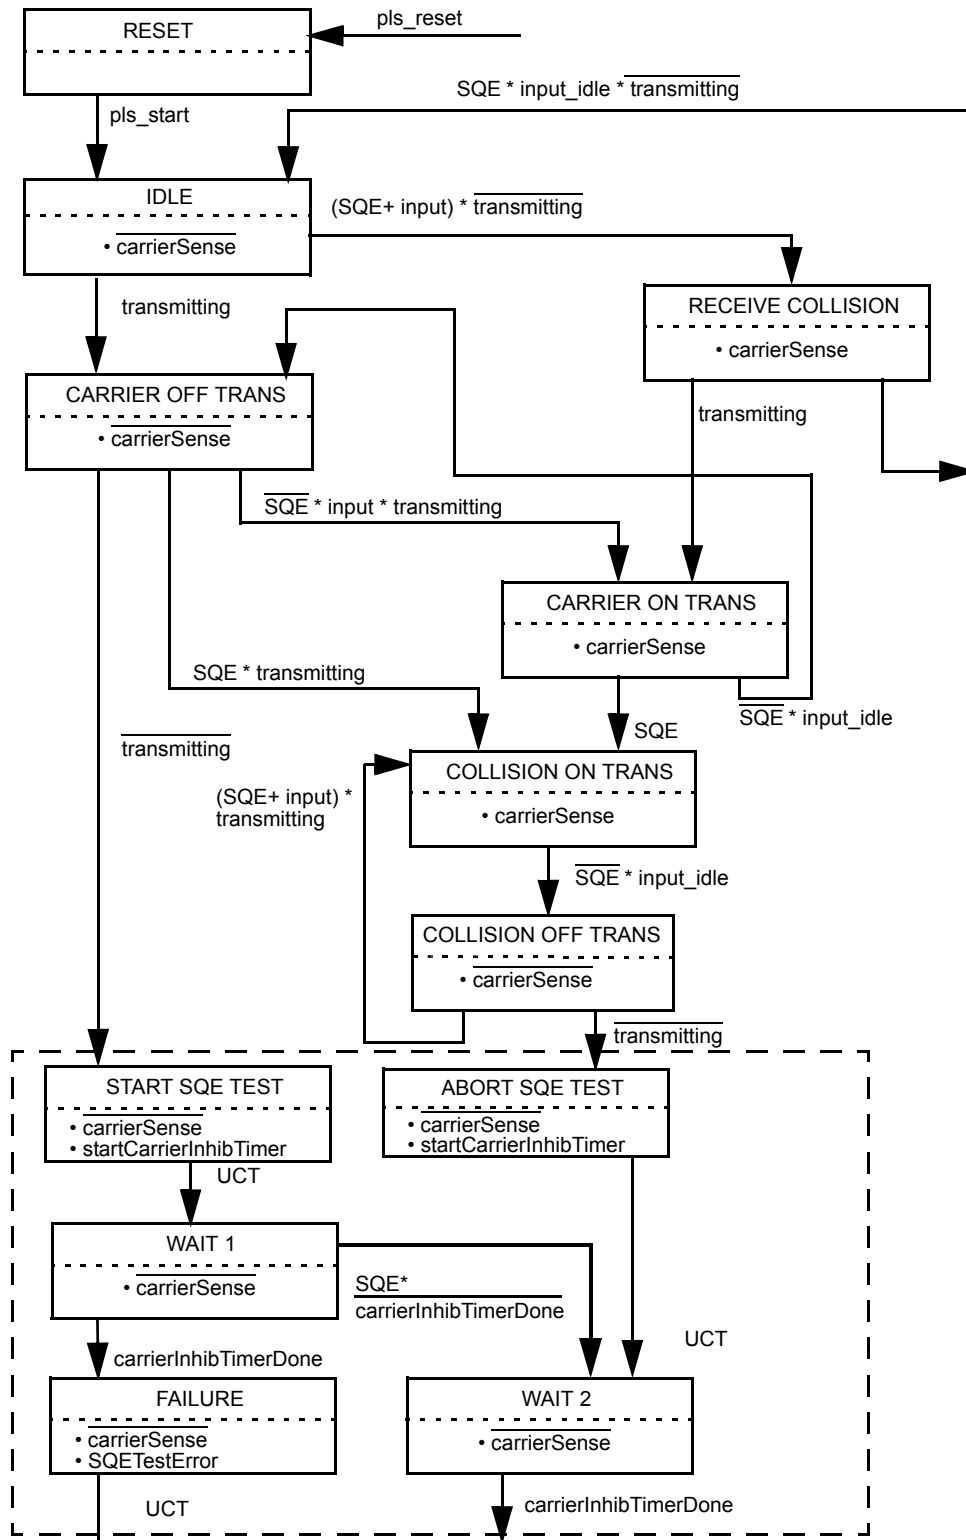 pls_reset
RESET
SQE * input_idle * transmitting
pls_start
IDLE
(SQE+ input) * transmitting
• carrierSense
RECEIVE COLLISION
transmitting
• carrierSense
CARRIER OFF TRANS
transmitting
• carrierSense
SQE * input * transmitting
CARRIER ON TRANS
• carrierSense
SQE * transmitting
SQE * input_idle
SQE
transmitting
COLLISION ON TRANS
(SQE+ input) *
transmitting
• carrierSense
SQE * input_idle
COLLISION OFF TRANS
• carrierSense
transmitting
START SQE TEST
ABORT SQE TEST
• carrierSense
• startCarrierInhibTimer
• carrierSense
• startCarrierInhibTimer
UCT
WAIT 1
• carrierSense
SQE*
carrierInhibTimerDone
UCT
carrierInhibTimerDone
FAILURE
WAIT 2
• carrierSense
• SQETestError
• carrierSense
UCT
carrierInhibTimerDone